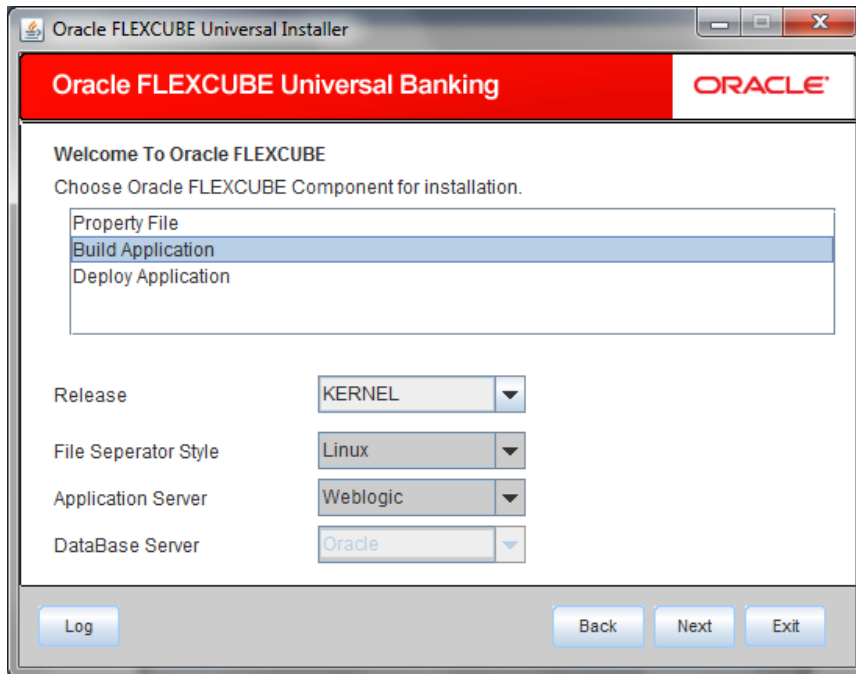 Oracle FLEXCUBE Universal Installer
Oracle FLEXCUBE Universal Banking
ORACLE
Welcome To Oracle FLEXCUBE
Choose Oracle FLEXCUBE Component for installation.
Property File
Build Application
Deploy Application
Release KERNEL
File Seperator Style Linux
Application Server Weblogic
DataBase Server Oracle
Log Back Next Exit